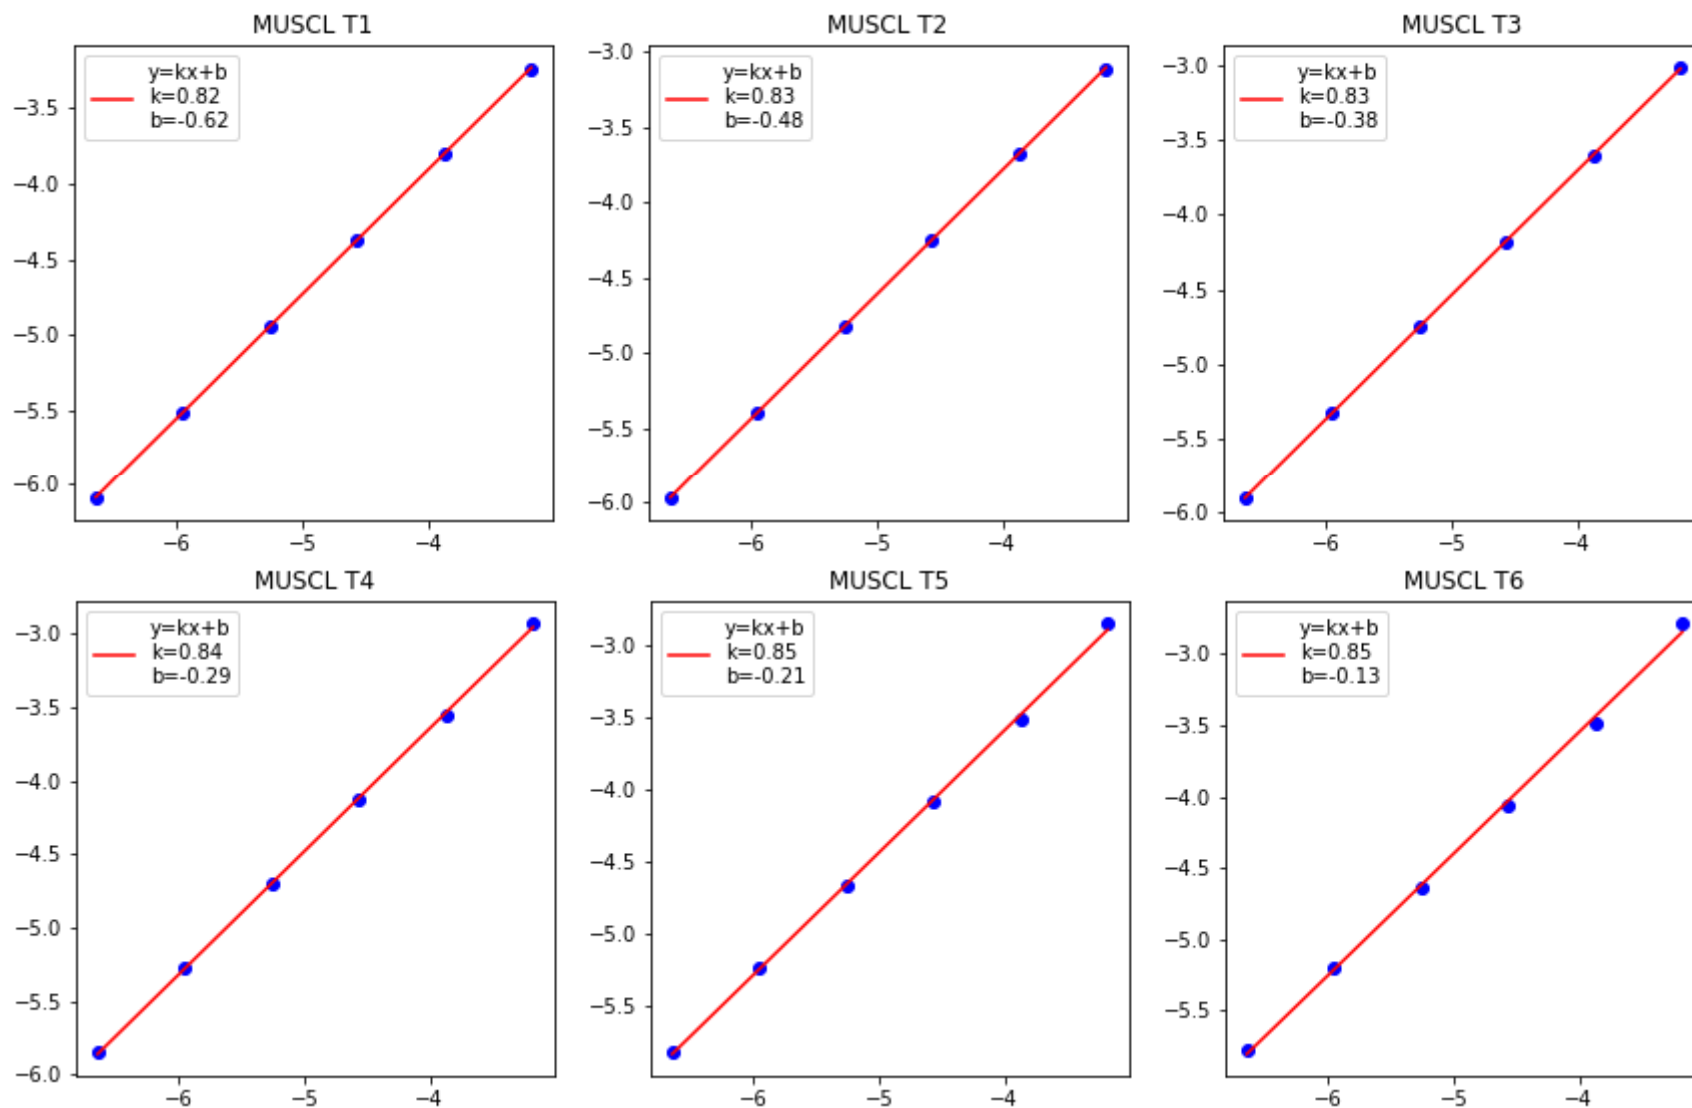 MUSCL T1
y=kx+b
k=0.82
b=-0.62
−3.5
−4.0
−4.5
−5.0
−5.5
−6.0
−6 −5 −4
MUSCL T2
y=kx+b
k=0.83
b=-0.48
−3.0
−3.5
−4.0
−4.5
−5.0
−5.5
−6.0
−6 −5 −4
MUSCL T3
y=kx+b
k=0.83
b=-0.38
−3.0
−3.5
−4.0
−4.5
−5.0
−5.5
−6.0
−6 −5 −4
MUSCL T4
y=kx+b
k=0.84
b=-0.29
−3.0
−3.5
−4.0
−4.5
−5.0
−5.5
−6.0
−6 −5 −4
MUSCL T5
y=kx+b
k=0.85
b=-0.21
−3.0
−3.5
−4.0
−4.5
−5.0
−5.5
−6 −5 −4
MUSCL T6
y=kx+b
k=0.85
b=-0.13
−3.0
−3.5
−4.0
−4.5
−5.0
−5.5
−6 −5 −4